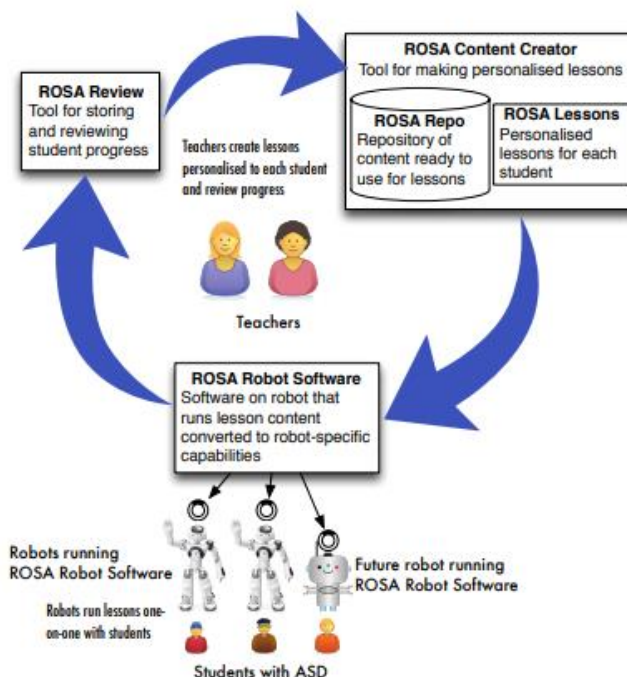 ROSA Review
Tool for storing
and reviewing
student progress
ROSA Content Creator
Tool for making personalised lessons
ROSA Repo
Repository of
content ready to
use for lessons
ROSA Lessons
Personalised
lessons for each
student
Teachers create lessons
personalised to each student
and review progress
Teachers
ROSA Robot Software
Software on robot that
runs lesson content
converted to robot-specific
capabilities
Robots running
ROSA Robot Software
Future robot running
ROSA Robot Software
Robots run lessons one-
on-one with students
Students with ASD